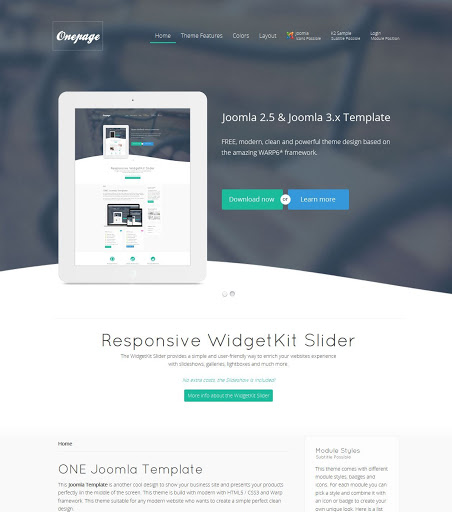 Onepage
Home
Theme Features
Colors
Layout
Joomla
Icons Possible
K2 Sample
Subtitle Possible
Login
Module Position
Joomla 2.5 & Joomla 3.x Template
FREE, modern, clean and powerful theme design based on
the amazing WARP6* framework.
Download now
or
Learn more
Responsive WidgetKit Slider
The WidgetKit Slider provides a simple and user-friendly way to enrich your websites experience
with slideshows, galleries, lightboxes and much more.
No extra costs, the Slideshow is included!
More info about the WidgetKit Slider
Home
ONE Joomla Template
This Joomla Template is another cool design to show your business site and presents your products
perfectly in the middle of the screen. This theme is build with modern with HTML5 / CSS3 and Warp
framework. This theme suitable for any modern website who wants to create a simple perfect clean
design
Module Styles
Subtitle Possible
This theme comes with different
module styles, badges and
icons. For each module you can
pick a style and combine it with
an icon or badge to create your
own unique look. Here is a list